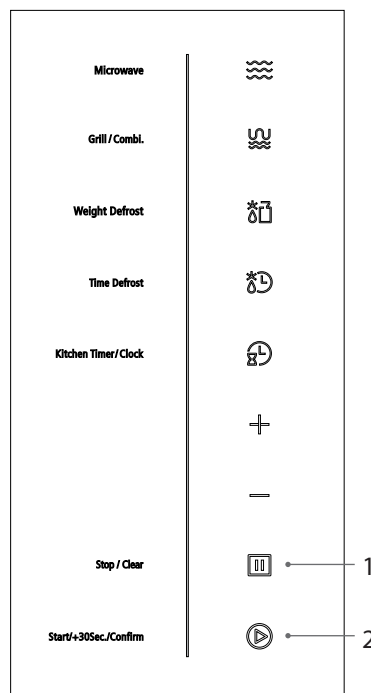 Microwave
Grill / Combi.
Weight Defrost
Time Defrost
Kitchen Timer/Clock
Stop / Clear
1
Start/+30Sec./Confirm
2